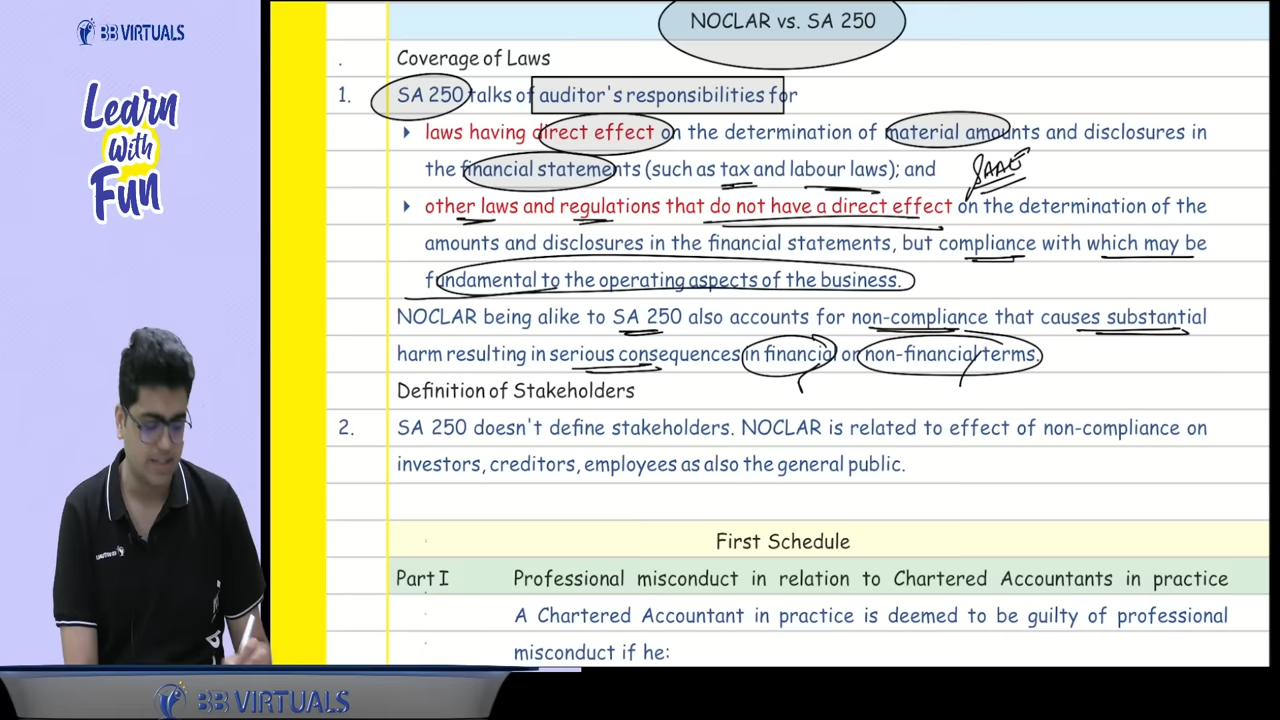 BB VIRTUALS
Learn
With
Fun
NOCLAR vs. SA 250
Coverage of Laws
1. SA 250 talks of auditor's responsibilities for
laws having direct effect on the determination of material amounts and disclosures in
the financial statements (such as tax and labour laws); and
other laws and regulations that do not have a direct effect on the determination of the
amounts and disclosures in the financial statements, but compliance with which may be
fundamental to the operating aspects of the business.
NOCLAR being alike to SA 250 also accounts for non-compliance that causes substantial
harm resulting in serious consequences in financial or non-financial terms.
Definition of Stakeholders
2. SA 250 doesn't define stakeholders. NOCLAR is related to effect of non-compliance on
investors, creditors, employees as also the general public.
First Schedule
Part I Professional misconduct in relation to Chartered Accountants in practice
A Chartered Accountant in practice is deemed to be guilty of professional
misconduct if he:
BB VIRTUALS